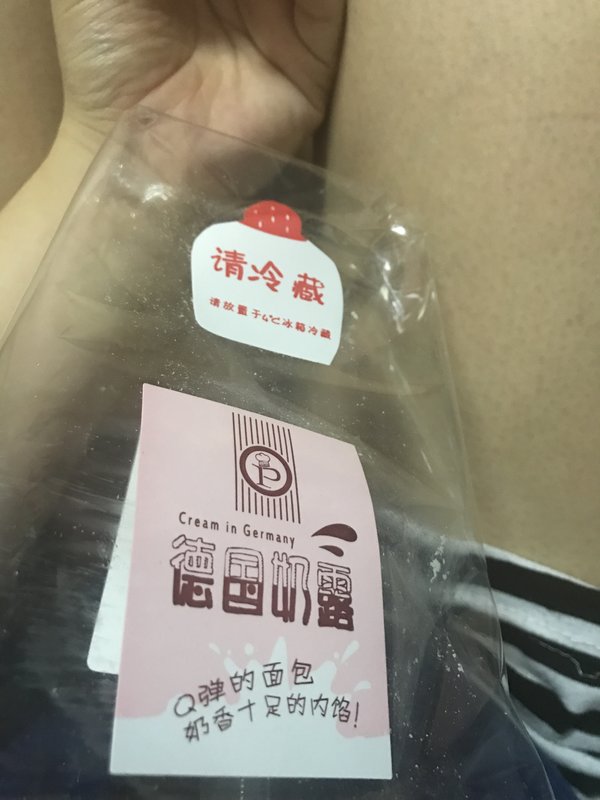 请冷藏
请放置于4℃冰箱冷藏
P
Cream in Germany
德国奶露
Q弹的面包
奶香十足的内馅!